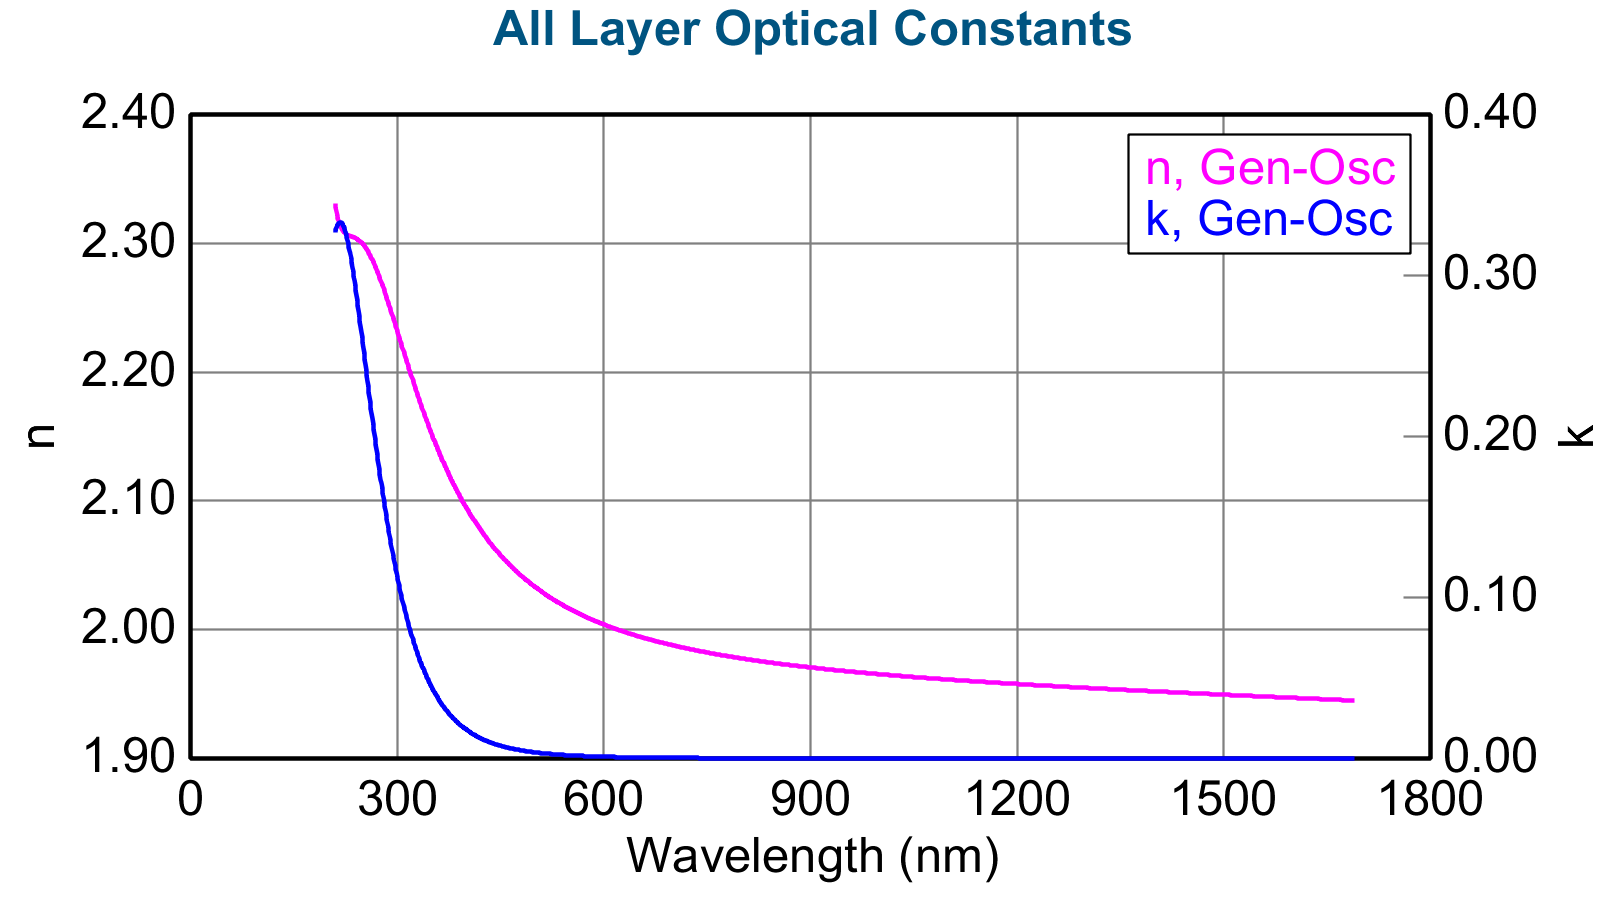 All Layer Optical Constants
2.40
2.30
2.20
2.10
2.00
1.90
n
0.40
0.30
0.20
0.10
0.00
k
n, Gen-Osc
k, Gen-Osc
0 300 600 900 1200 1500 1800
Wavelength (nm)